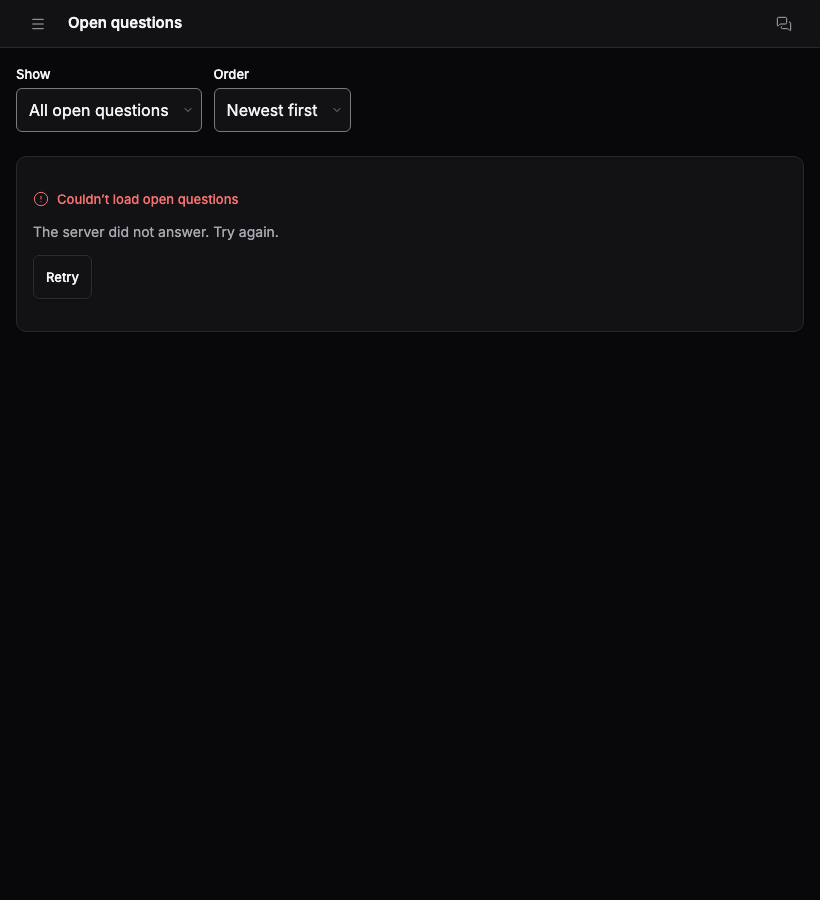 Open questions
Show
Order
All open questions
Newest first
Couldn’t load open questions
The server did not answer. Try again.
Retry